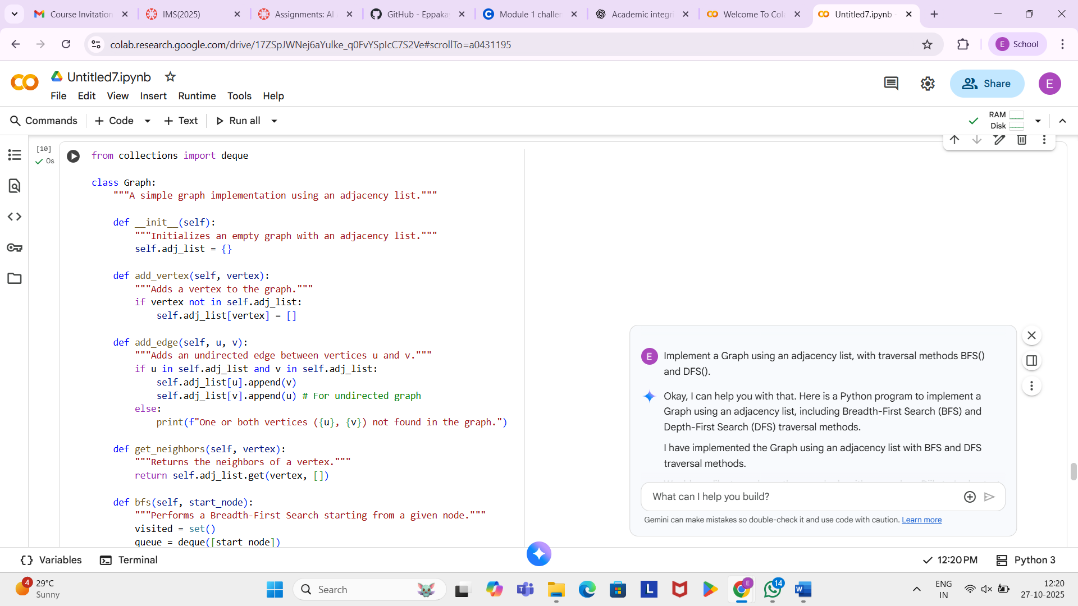 Course Invitation
IMS(2025)
Assignments: AI
GitHub - Eppaka
Module 1 challen
Academic integr
Welcome To Col
Untitled7.ipynb
colab.research.google.com/drive/17ZSpJWNej6aYulke_q0FvYSpIcC7S2Ve#scrollTo=a0431195
E School
Untitled7.ipynb
File Edit View Insert Runtime Tools Help
Share
E
Commands + Code + Text Run all
RAM
Disk
[10]
0s
from collections import deque
class Graph:
"""A simple graph implementation using an adjacency list."""
def __init__(self):
"""Initializes an empty graph with an adjacency list."""
self.adj_list = {}
def add_vertex(self, vertex):
"""Adds a vertex to the graph."""
if vertex not in self.adj_list:
self.adj_list[vertex] = []
def add_edge(self, u, v):
"""Adds an undirected edge between vertices u and v."""
if u in self.adj_list and v in self.adj_list:
self.adj_list[u].append(v)
self.adj_list[v].append(u) # For undirected graph
else:
print(f"One or both vertices ({u}, {v}) not found in the graph.")
def get_neighbors(self, vertex):
"""Returns the neighbors of a vertex."""
return self.adj_list.get(vertex, [])
def bfs(self, start_node):
"""Performs a Breadth-First Search starting from a given node."""
visited = set()
queue = deque([start_node])
E
Implement a Graph using an adjacency list, with traversal methods BFS()
and DFS().
Okay, I can help you with that. Here is a Python program to implement a
Graph using an adjacency list, including Breadth-First Search (BFS) and
Depth-First Search (DFS) traversal methods.
I have implemented the Graph using an adjacency list with BFS and DFS
traversal methods.
What can I help you build?
Gemini can make mistakes so double-check it and use code with caution. Learn more
Variables Terminal
12:20 PM Python 3
4
29°C
Sunny
Search
L
E
14
ENG
IN
12:20
27-10-2025